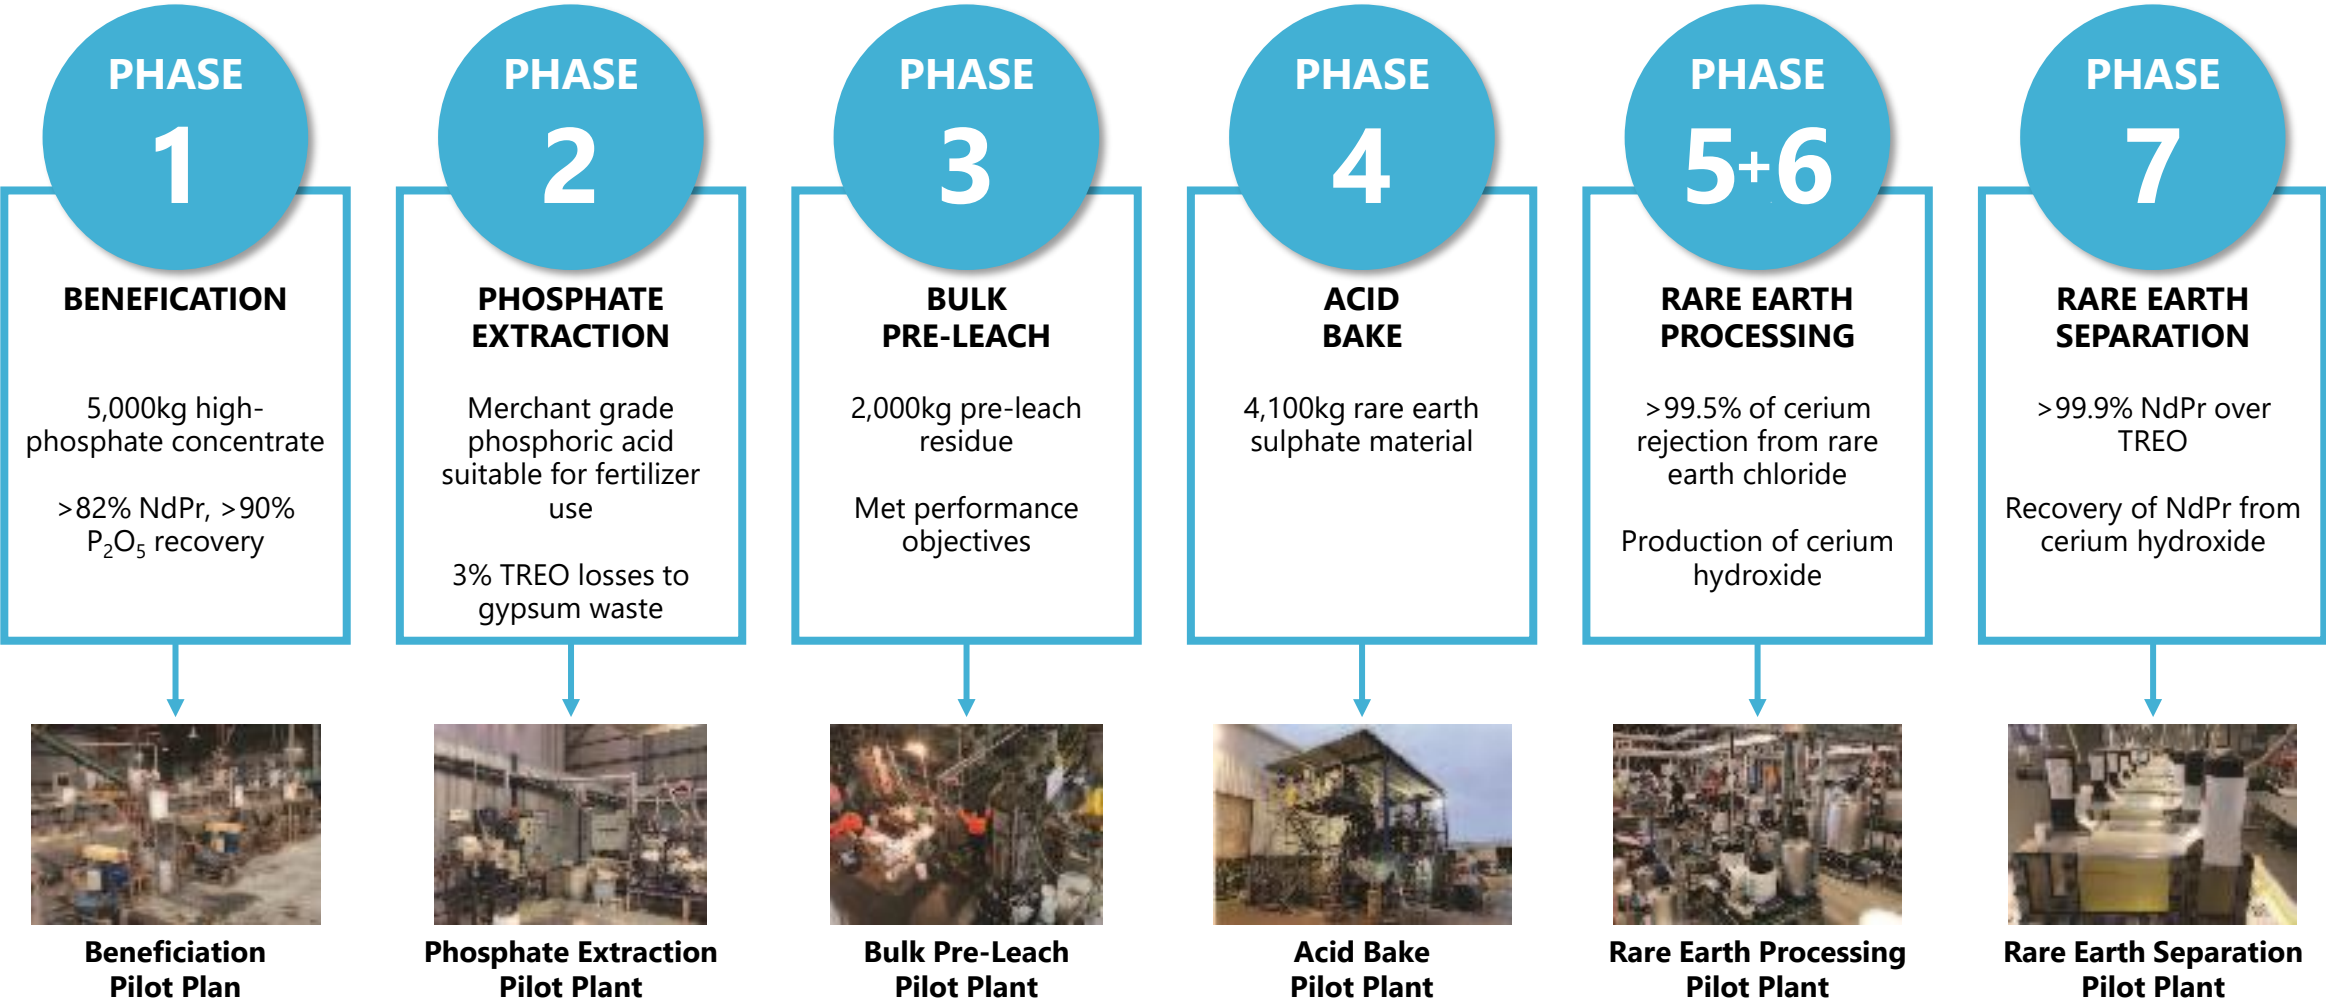 PHASE
1
BENEFICATION
5,000kg high-
phosphate concentrate
>82% NdPr, >90%
P₂O₅ recovery
Beneficiation
Pilot Plan
PHASE
2
PHOSPHATE
EXTRACTION
Merchant grade
phosphoric acid
suitable for fertilizer
use
3% TREO losses to
gypsum waste
Phosphate Extraction
Pilot Plant
PHASE
3
BULK
PRE-LEACH
2,000kg pre-leach
residue
Met performance
objectives
Bulk Pre-Leach
Pilot Plant
PHASE
4
ACID
BAKE
4,100kg rare earth
sulphate material
Acid Bake
Pilot Plant
PHASE
5+6
RARE EARTH
PROCESSING
>99.5% of cerium
rejection from rare
earth chloride
Production of cerium
hydroxide
Rare Earth Processing
Pilot Plant
PHASE
7
RARE EARTH
SEPARATION
>99.9% NdPr over
TREO
Recovery of NdPr from
cerium hydroxide
Rare Earth Separation
Pilot Plant